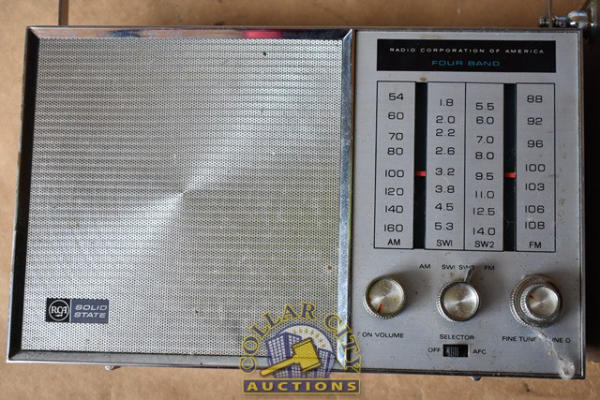 RADIO CORPORATION OF AMERICA
FOUR BAND
54 1.8 5.5 88
60 2.0 6.0 92
70 2.2 7.0 96
80 2.6 8.0 100
100 3.2 9.5 103
120 3.8 11.0 106
140 4.5 12.5 108
160 5.3 14.0
AM SW1 SW2 FM
AM SW1 SW2 FM
ON VOLUME
SELECTOR
FINE TUNE
OFF AFC
RCA SOLID STATE
COLLAR CITY
AUCTIONS